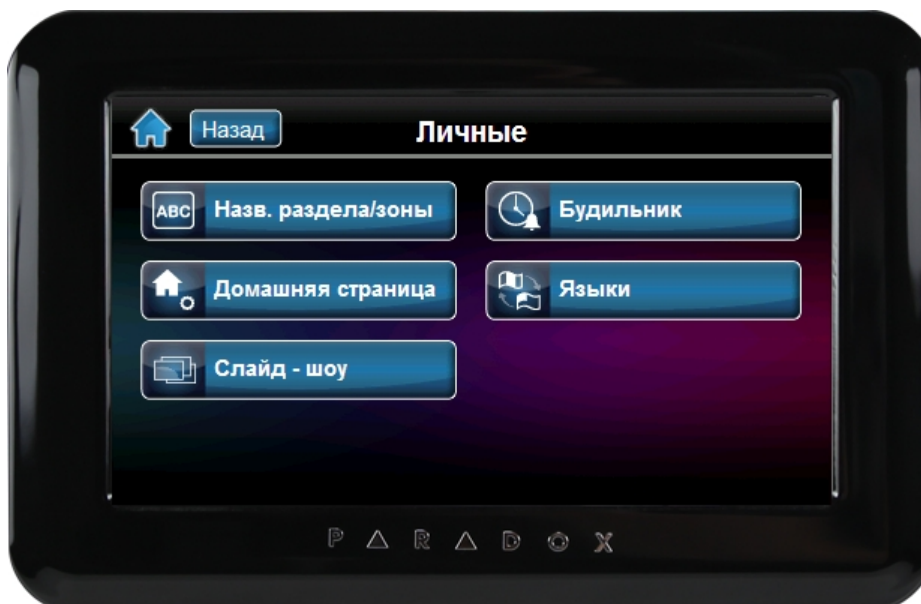 Назад
Личные
ABC Назв. раздела/зоны
Будильник
Домашняя страница
Языки
Слайд - шоу
PARADOX